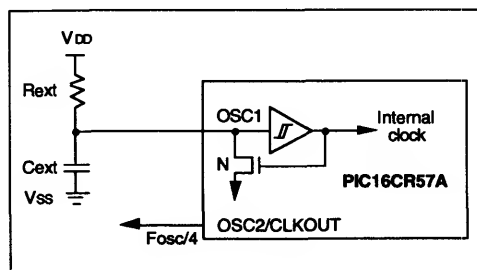 VDD
Rext
OSC1
Internal
clock
Cext
N
PIC16CR57A
VSS
OSC2/CLKOUT
Fosc/4